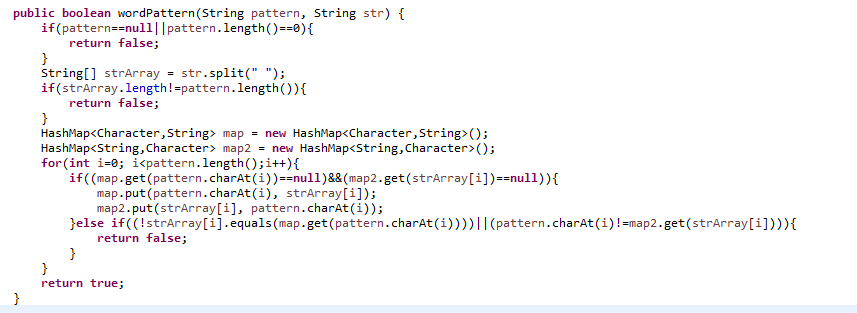 public boolean wordPattern(String pattern, String str) {
    if(pattern==null||pattern.length()==0){
        return false;
    }
    String[] strArray = str.split(" ");
    if(strArray.length!=pattern.length()){
        return false;
    }
    HashMap<Character,String> map = new HashMap<Character,String>();
    HashMap<String,Character> map2 = new HashMap<String,Character>();
    for(int i=0; i<pattern.length();i++){
        if((map.get(pattern.charAt(i))==null)&&(map2.get(strArray[i])==null)){
            map.put(pattern.charAt(i), strArray[i]);
            map2.put(strArray[i], pattern.charAt(i));
        }else if((!strArray[i].equals(map.get(pattern.charAt(i))))||(pattern.charAt(i)!=map2.get(strArray[i]))){
            return false;
        }
    }
    return true;
}